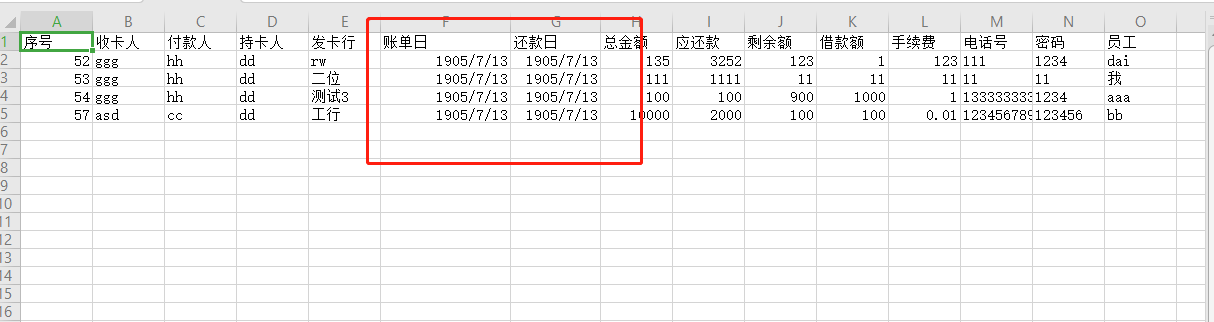 A B C D E F G H I J K L M N O
1 序号 收卡人 付款人 持卡人 发卡行 账单日 还款日 总金额 应还款 剩余额 借款额 手续费 电话号 密码 员工
2 52 ggg hh dd rw 1905/7/13 1905/7/13 135 3252 123 1 123 111 1234 dai
3 53 ggg hh dd 二位 1905/7/13 1905/7/13 111 1111 11 11 11 11 11 我
4 54 ggg hh dd 测试3 1905/7/13 1905/7/13 100 100 900 1000 1 133333333 1234 aaa
5 57 asd cc dd 工行 1905/7/13 1905/7/13 10000 2000 100 100 0.01 123456789 123456 bb
6
7
8
9
10
11
12
13
14
15
16